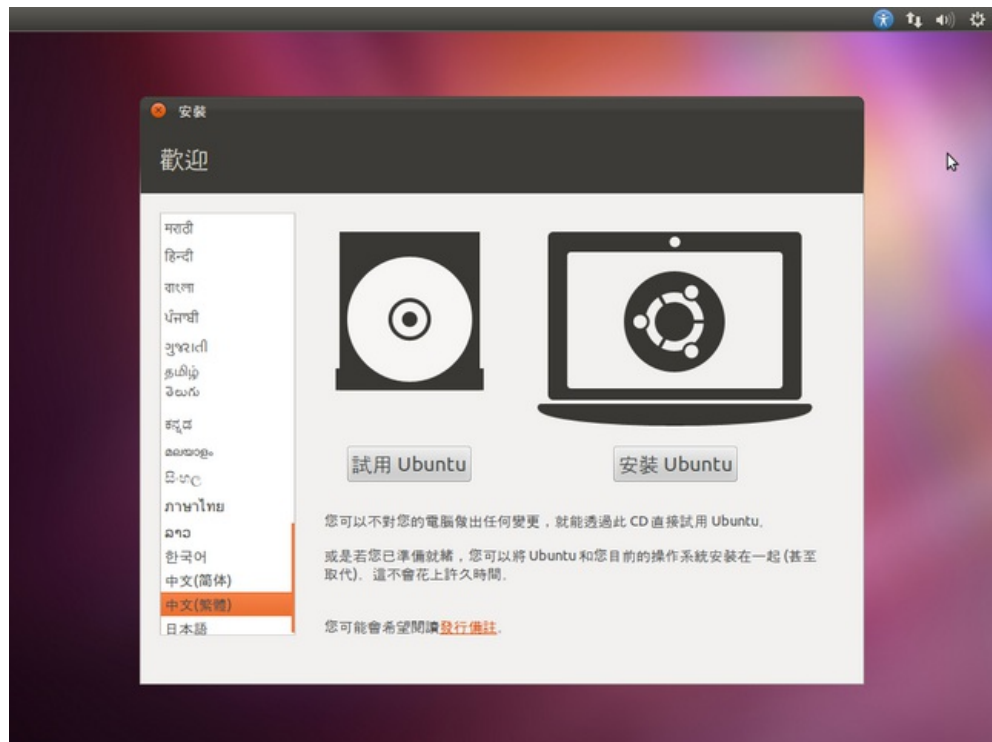 安裝
歡迎
मराठी
हिन्दी
বাংলা
ਪੰਜਾਬੀ
ગુજરાતી
தமிழ்
తెలుగు
ಕನ್ನಡ
മലയാളം
සිංහල
ภาษาไทย
ລາວ
한국어
中文(简体)
中文(繁體)
日本語
試用 Ubuntu
安裝 Ubuntu
您可以不對您的電腦做出任何變更，就能透過此 CD 直接試用 Ubuntu.
或是若您已準備就緒，您可以將 Ubuntu 和您目前的操作系統安裝在一起 (甚至
取代). 這不會花上許久時間.
您可能會希望閱讀發行備註.